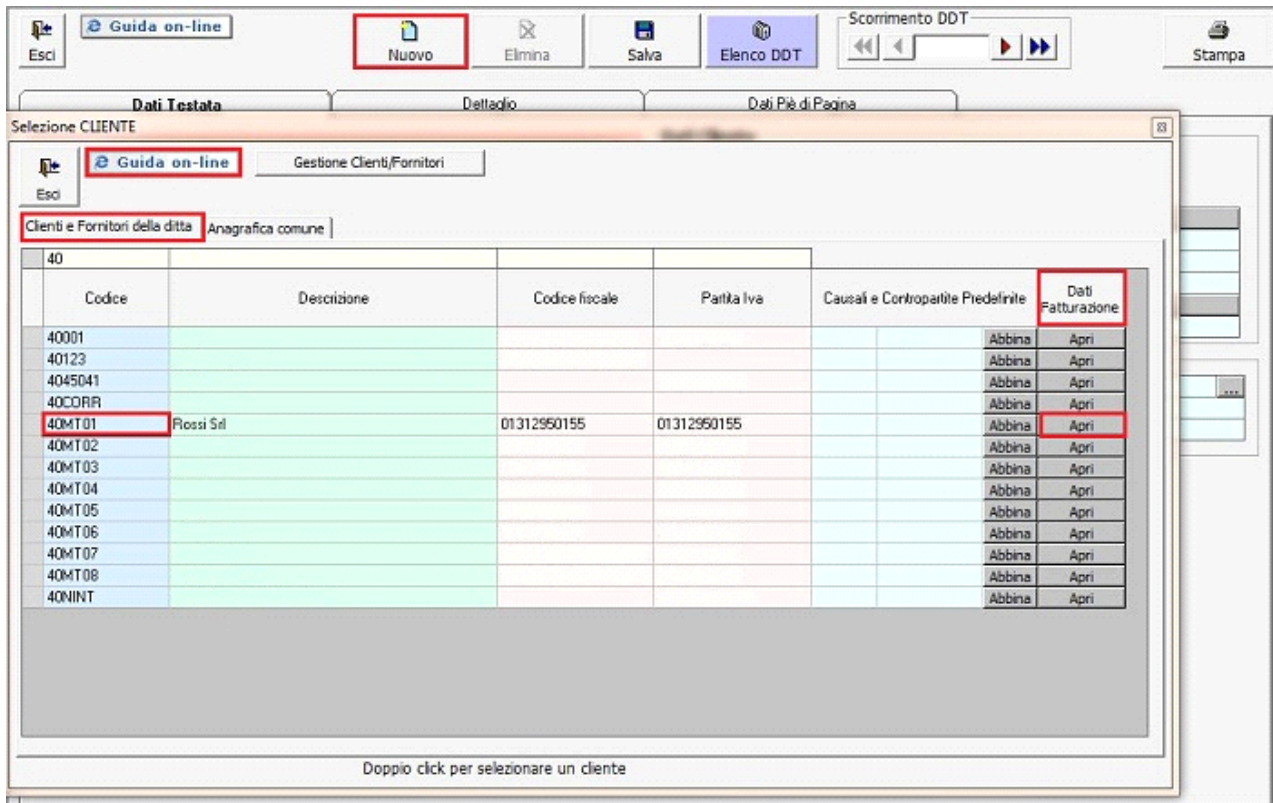 Guida on-line
Esci
Nuovo
Elimina
Salva
Elenco DDT
Scorrimento DDT
Stampa
Dati Testata Dettaglio Dati Piè di Pagina
Selezione CLIENTE
Guida on-line Gestione Clienti/Fornitori
Esci
Clienti e Fornitori della ditta Anagrafica comune
40
Codice Descrizione Codice fiscale Partita Iva Causali e Contropartite Predefinite Dati Fatturazione
40001 Abbina Apri
40123 Abbina Apri
4045041 Abbina Apri
40CORR Abbina Apri
40MT01 Rossi Srl 01312950155 01312950155 Abbina Apri
40MT02 Abbina Apri
40MT03 Abbina Apri
40MT04 Abbina Apri
40MT05 Abbina Apri
40MT06 Abbina Apri
40MT07 Abbina Apri
40MT08 Abbina Apri
40NINT Abbina Apri
...
Doppio click per selezionare un cliente